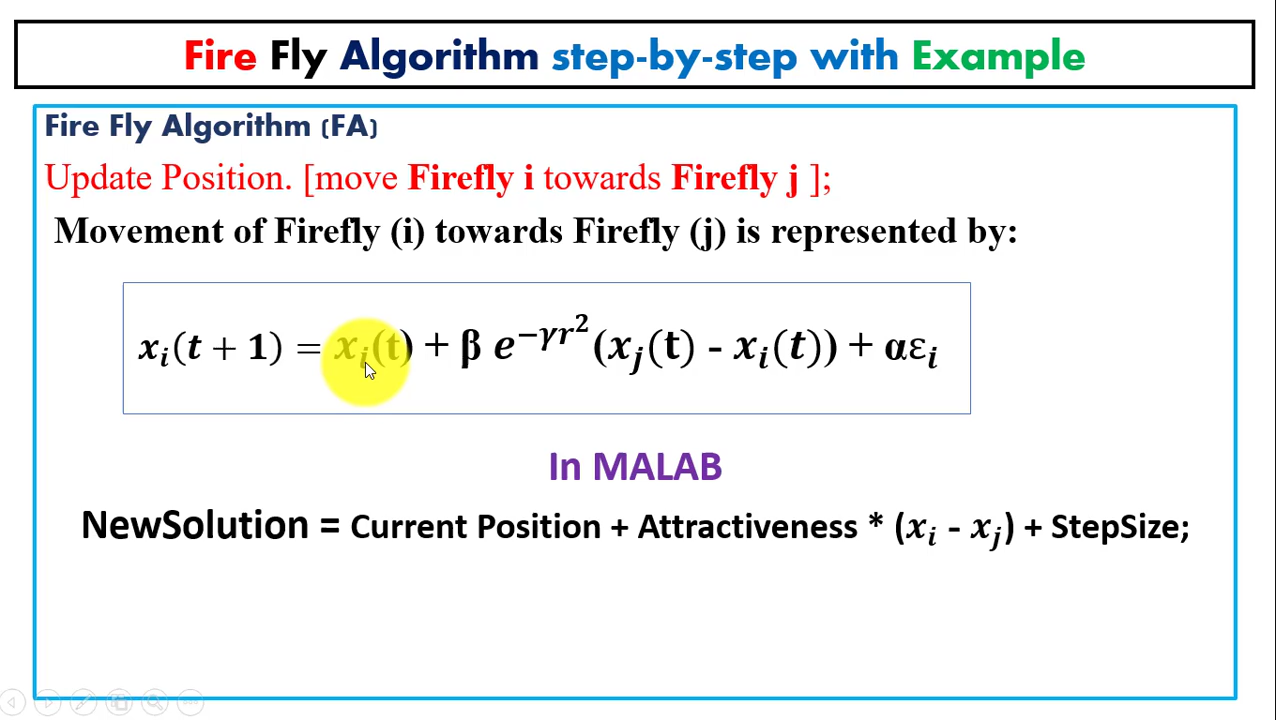 Fire Fly Algorithm step-by-step with Example
Fire Fly Algorithm (FA)
Update Position. [move Firefly i towards Firefly j ];
Movement of Firefly (i) towards Firefly (j) is represented by:
xᵢ(t + 1) = xᵢ(t) + β e^{−γr²}(xⱼ(t) - xᵢ(t)) + αεᵢ
In MALAB
NewSolution = Current Position + Attractiveness * (xᵢ - xⱼ) + StepSize;